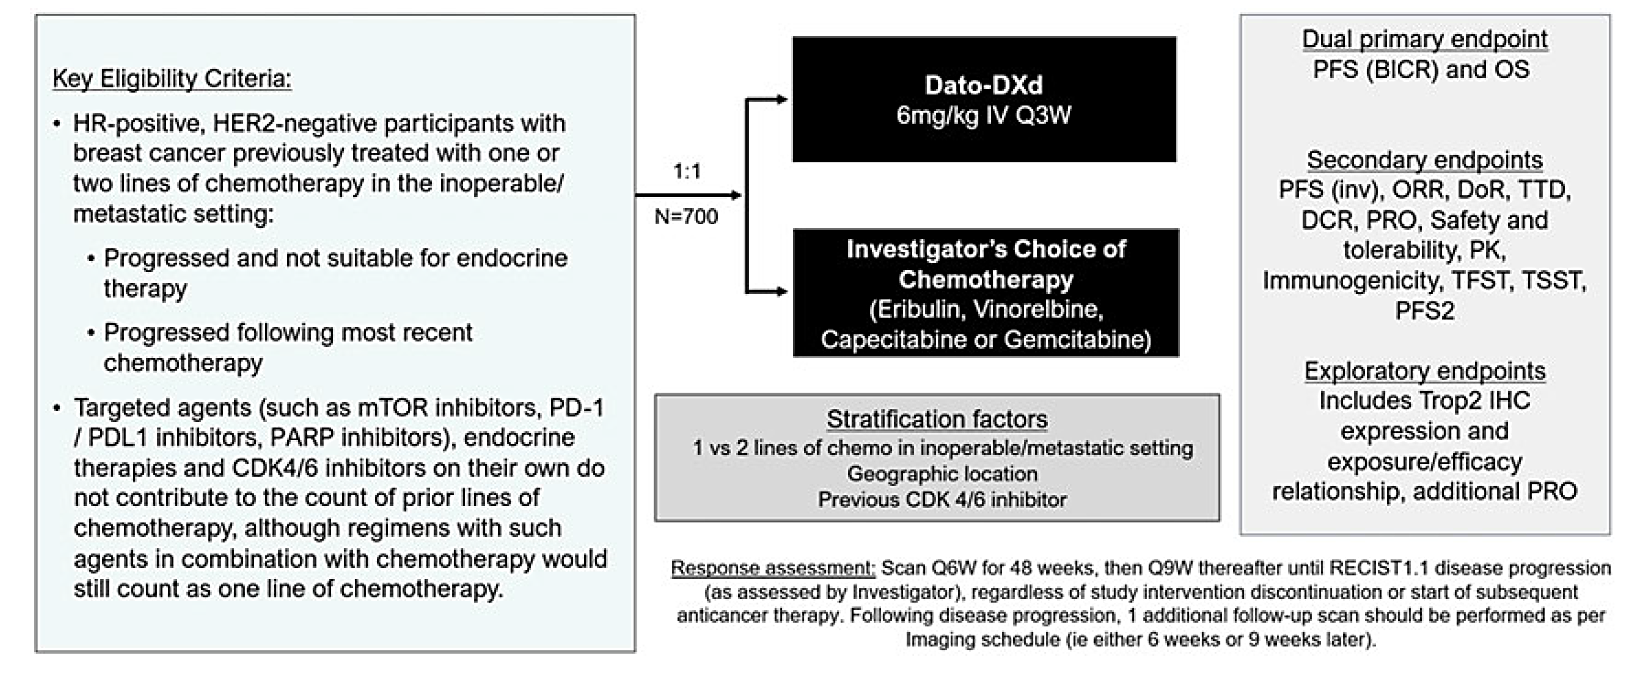 Key Eligibility Criteria:
• HR-positive, HER2-negative participants with
breast cancer previously treated with one or
two lines of chemotherapy in the inoperable/
metastatic setting:
• Progressed and not suitable for endocrine
therapy
• Progressed following most recent
chemotherapy
• Targeted agents (such as mTOR inhibitors, PD-1
/ PDL1 inhibitors, PARP inhibitors), endocrine
therapies and CDK4/6 inhibitors on their own do
not contribute to the count of prior lines of
chemotherapy, although regimens with such
agents in combination with chemotherapy would
still count as one line of chemotherapy.
1:1
N=700
Dato-DXd
6mg/kg IV Q3W
Investigator's Choice of
Chemotherapy
(Eribulin, Vinorelbine,
Capecitabine or Gemcitabine)
Stratification factors
1 vs 2 lines of chemo in inoperable/metastatic setting
Geographic location
Previous CDK 4/6 inhibitor
Dual primary endpoint
PFS (BICR) and OS
Secondary endpoints
PFS (inv), ORR, DoR, TTD,
DCR, PRO, Safety and
tolerability, PK,
Immunogenicity, TFST, TSST,
PFS2
Exploratory endpoints
Includes Trop2 IHC
expression and
exposure/efficacy
relationship, additional PRO
Response assessment: Scan Q6W for 48 weeks, then Q9W thereafter until RECIST1.1 disease progression
(as assessed by Investigator), regardless of study intervention discontinuation or start of subsequent
anticancer therapy. Following disease progression, 1 additional follow-up scan should be performed as per
Imaging schedule (ie either 6 weeks or 9 weeks later).